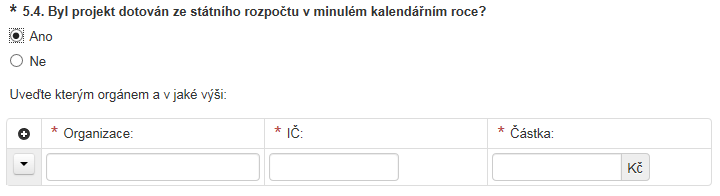 * 5.4. Byl projekt dotován ze státního rozpočtu v minulém kalendářním roce?
Ano
Ne
Uveďte kterým orgánem a v jaké výši:
* Organizace: * IČ: * Částka:
Kč